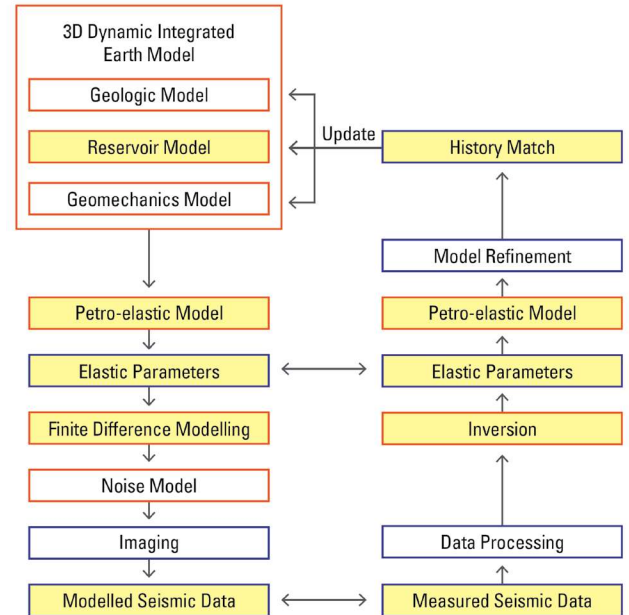 3D Dynamic Integrated
Earth Model
Geologic Model
Reservoir Model
Geomechanics Model
Update
History Match
Model Refinement
Petro-elastic Model
Petro-elastic Model
Elastic Parameters
Elastic Parameters
Finite Difference Modelling
Inversion
Noise Model
Imaging
Data Processing
Modelled Seismic Data
Measured Seismic Data